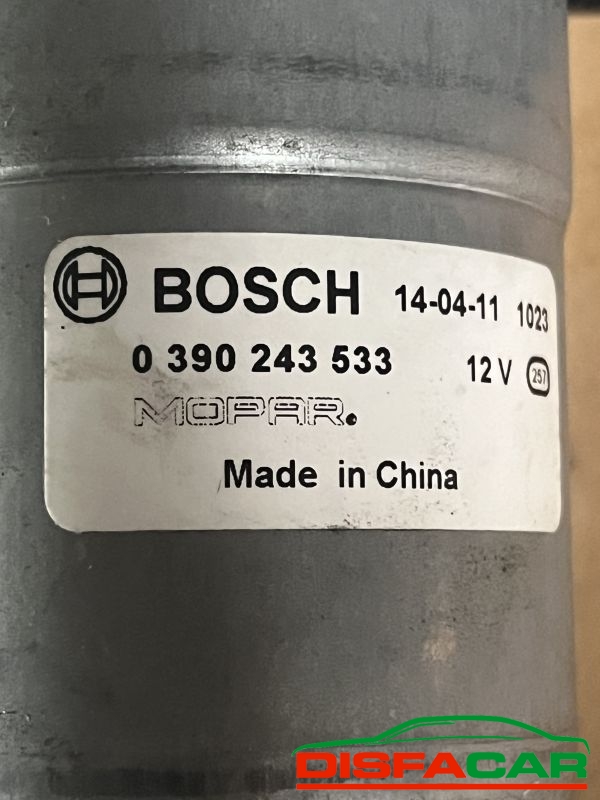 BOSCH 14-04-11 1023
0 390 243 533 12 V 257
MOPAR.
Made in China
DISFACAR